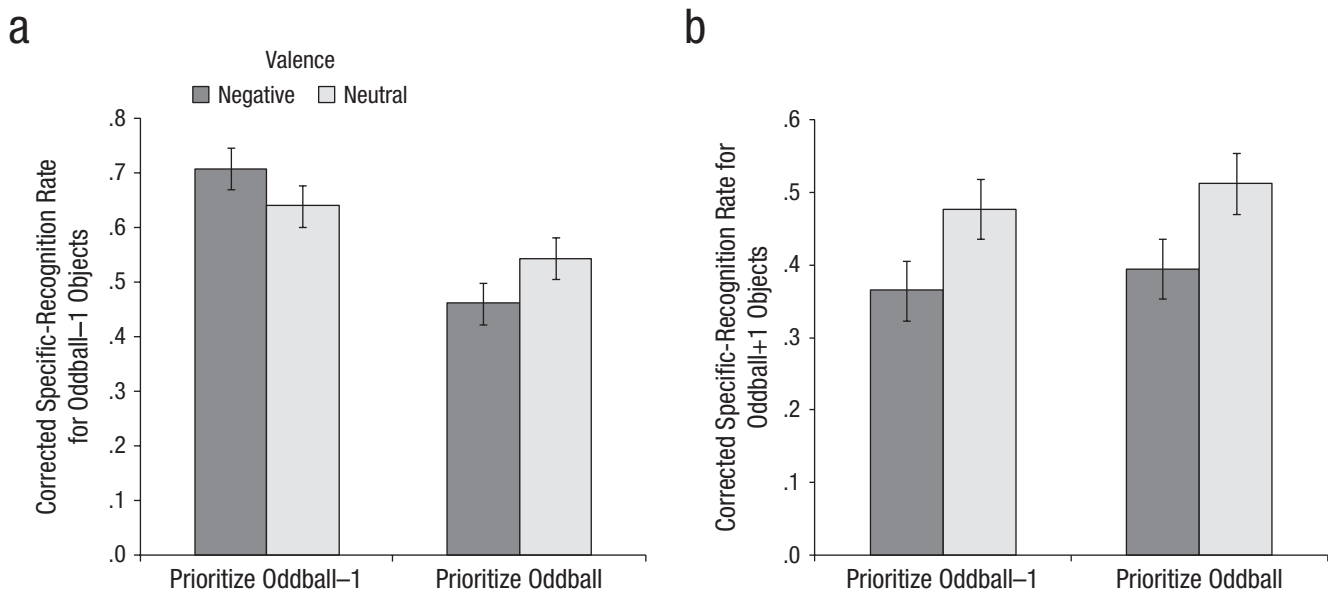 a
Valence
Negative
Neutral
Corrected Specific-Recognition Rate
for Oddball–1 Objects
.8
.7
.6
.5
.4
.3
.2
.1
.0
Prioritize Oddball–1
Prioritize Oddball
b
Corrected Specific-Recognition Rate for
Oddball+1 Objects
.6
.5
.4
.3
.2
.1
.0
Prioritize Oddball–1
Prioritize Oddball